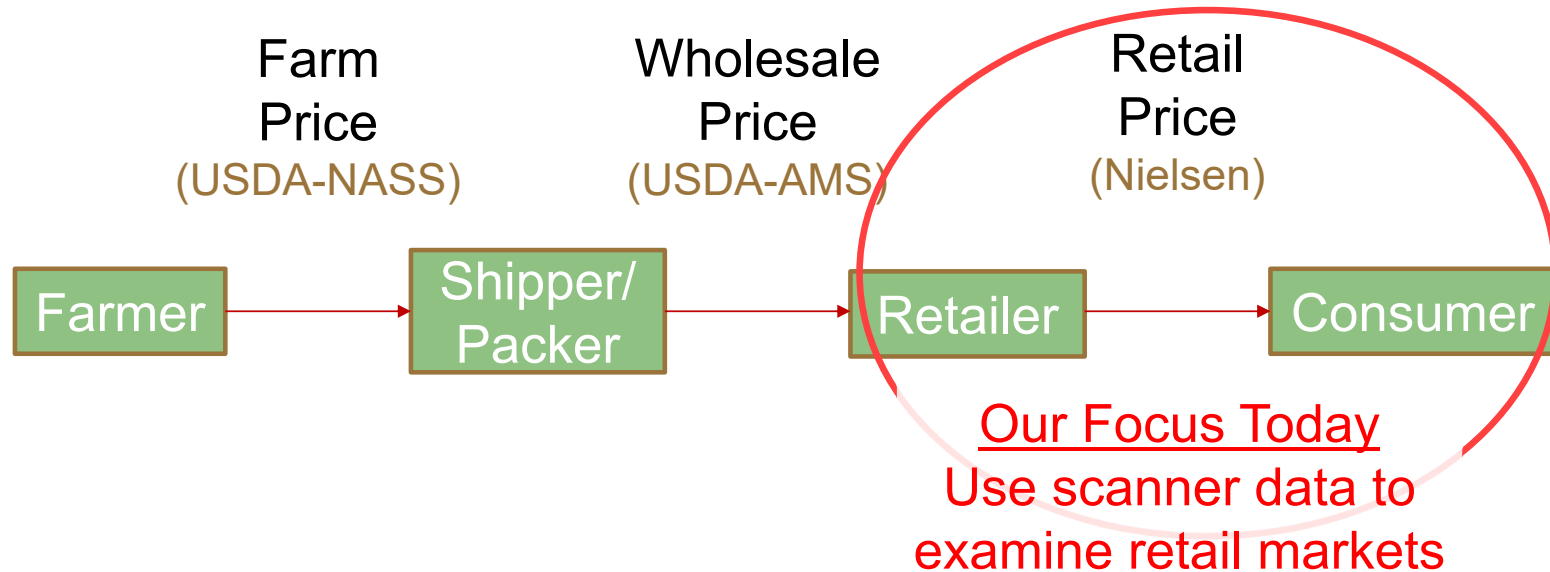 Farm
Price
(USDA-NASS)
Wholesale
Price
(USDA-AMS)
Retail
Price
(Nielsen)
Farmer
Shipper/
Packer
Retailer
Consumer
Our Focus Today
Use scanner data to
examine retail markets